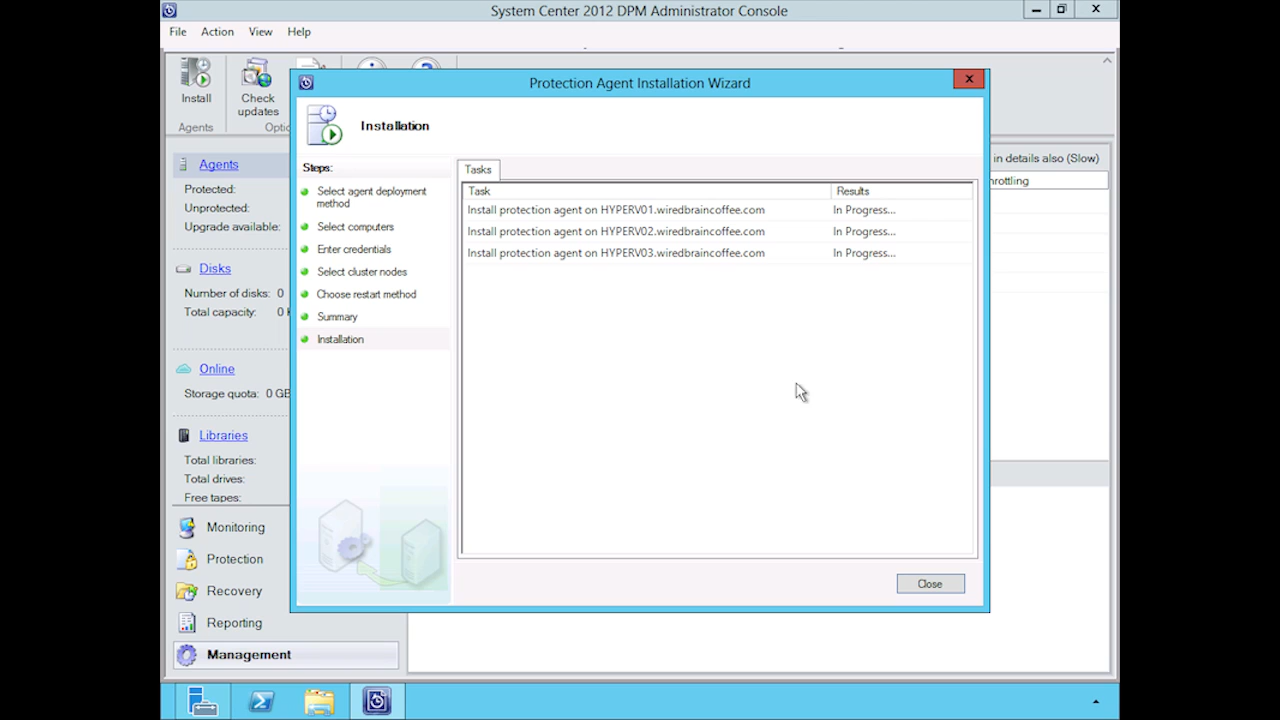 System Center 2012 DPM Administrator Console
File Action View Help
Install
Check
updates
Agents
Optic
Protection Agent Installation Wizard
Installation
Steps:
Select agent deployment
method
Select computers
Enter credentials
Select cluster nodes
Choose restart method
Summary
Installation
Tasks
Task Results
Install protection agent on HYPERV01.wiredbraincoffee.com In Progress...
Install protection agent on HYPERV02.wiredbraincoffee.com In Progress...
Install protection agent on HYPERV03.wiredbraincoffee.com In Progress...
Close
Agents
Protected:
Unprotected:
Upgrade available:
Disks
Number of disks: 0
Total capacity: 0
Online
Storage quota: 0 GB
Libraries
Total libraries:
Total drives:
Free tapes:
Monitoring
Protection
Recovery
Reporting
Management
in details also (Slow)
hrottling